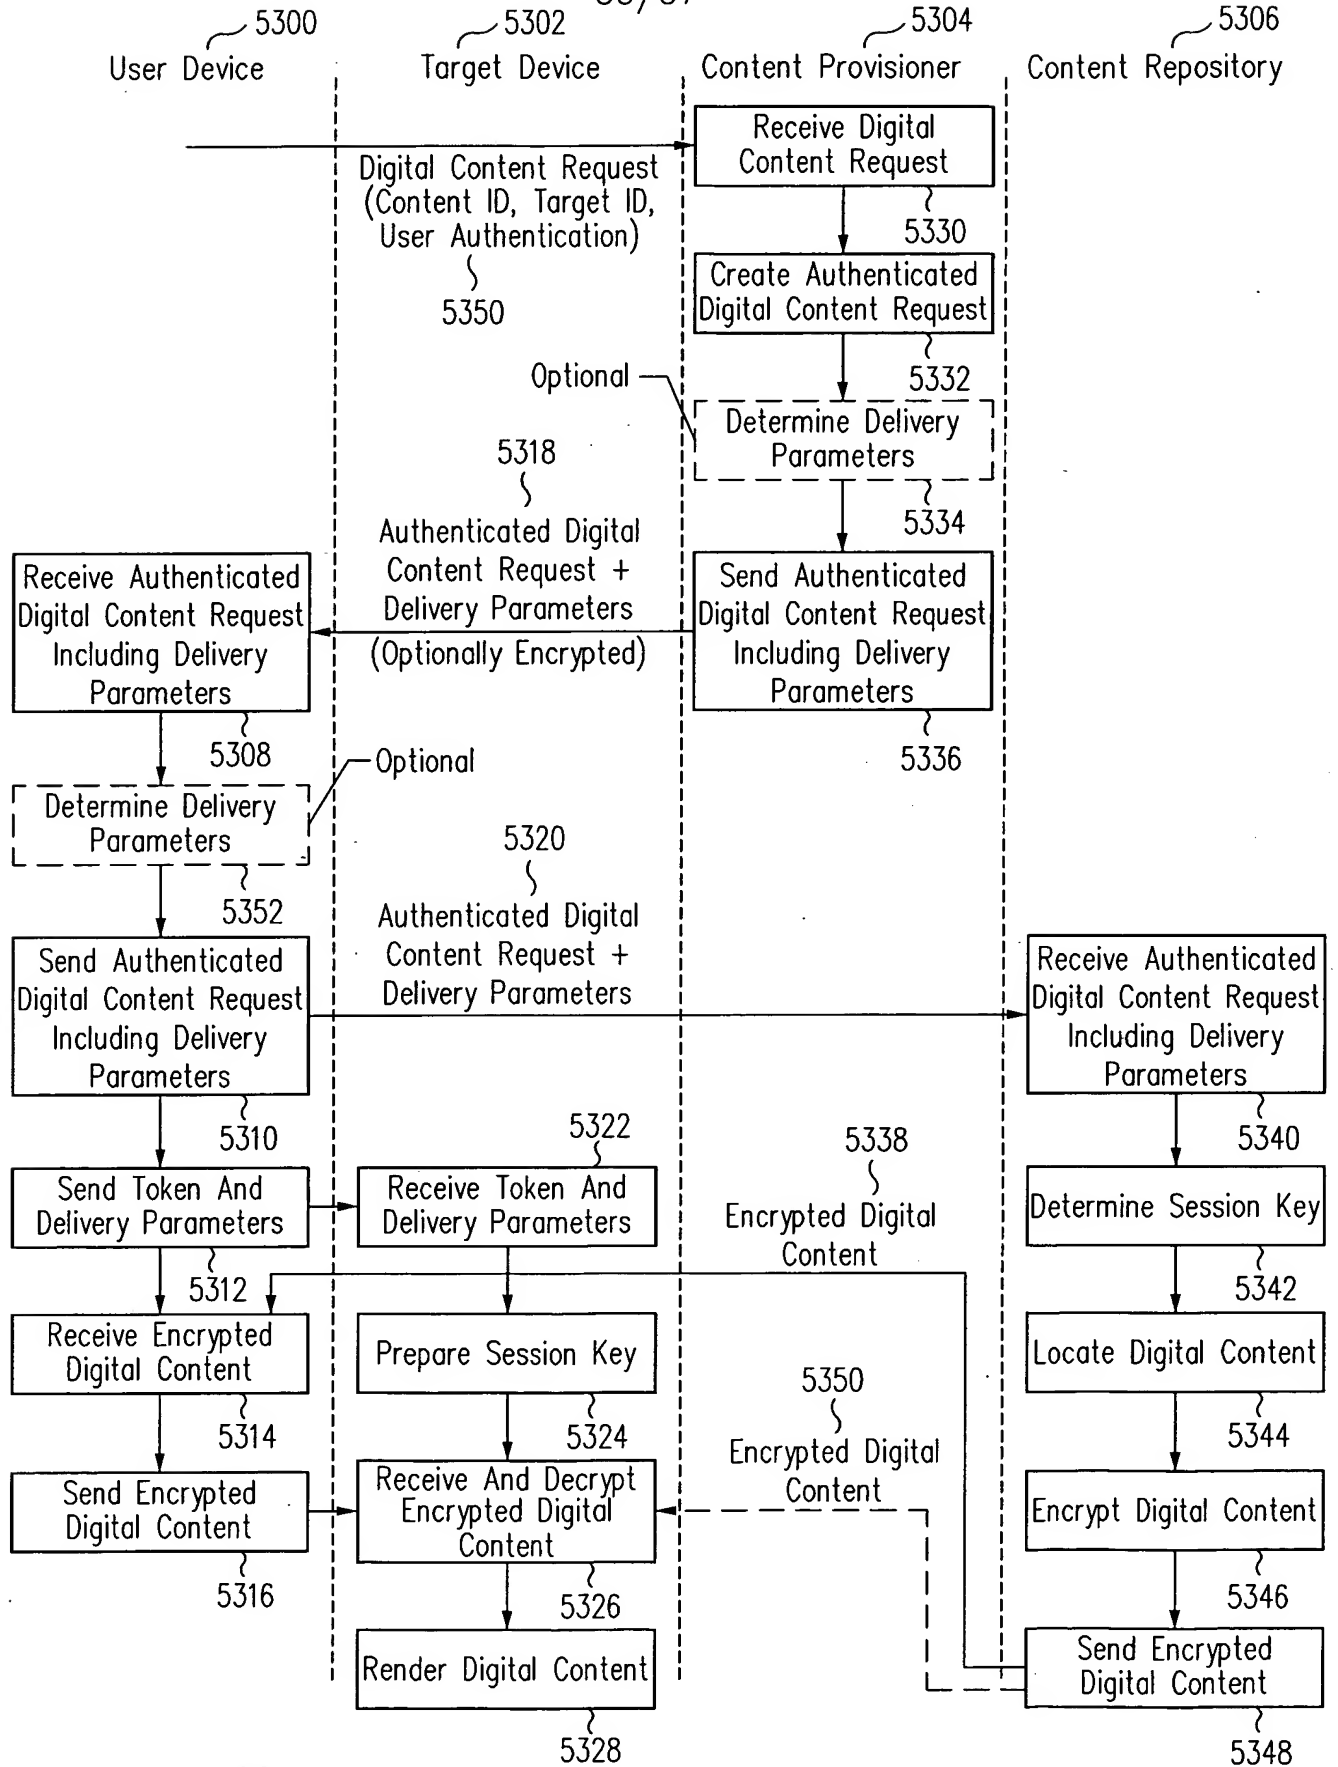 5300
5302
5304
5306
User Device
Target Device
Content Provisioner
Content Repository
Receive Digital
Content Request
5330
Digital Content Request
(Content ID, Target ID,
User Authentication)
5350
Create Authenticated
Digital Content Request
5332
Optional
Determine Delivery
Parameters
5334
5318
Authenticated Digital
Content Request +
Delivery Parameters
(Optionally Encrypted)
Send Authenticated
Digital Content Request
Including Delivery
Parameters
5336
Receive Authenticated
Digital Content Request
Including Delivery
Parameters
5308
Optional
Determine Delivery
Parameters
5352
5320
Authenticated Digital
Content Request +
Delivery Parameters
Send Authenticated
Digital Content Request
Including Delivery
Parameters
5310
Receive Authenticated
Digital Content Request
Including Delivery
Parameters
5340
Send Token And
Delivery Parameters
5312
5322
Receive Token And
Delivery Parameters
5338
Encrypted Digital
Content
Determine Session Key
5342
Receive Encrypted
Digital Content
5314
Prepare Session Key
5324
Locate Digital Content
5344
5350
Encrypted Digital
Content
Send Encrypted
Digital Content
5316
Receive And Decrypt
Encrypted Digital
Content
5326
Encrypt Digital Content
5346
Render Digital Content
5328
Send Encrypted
Digital Content
5348